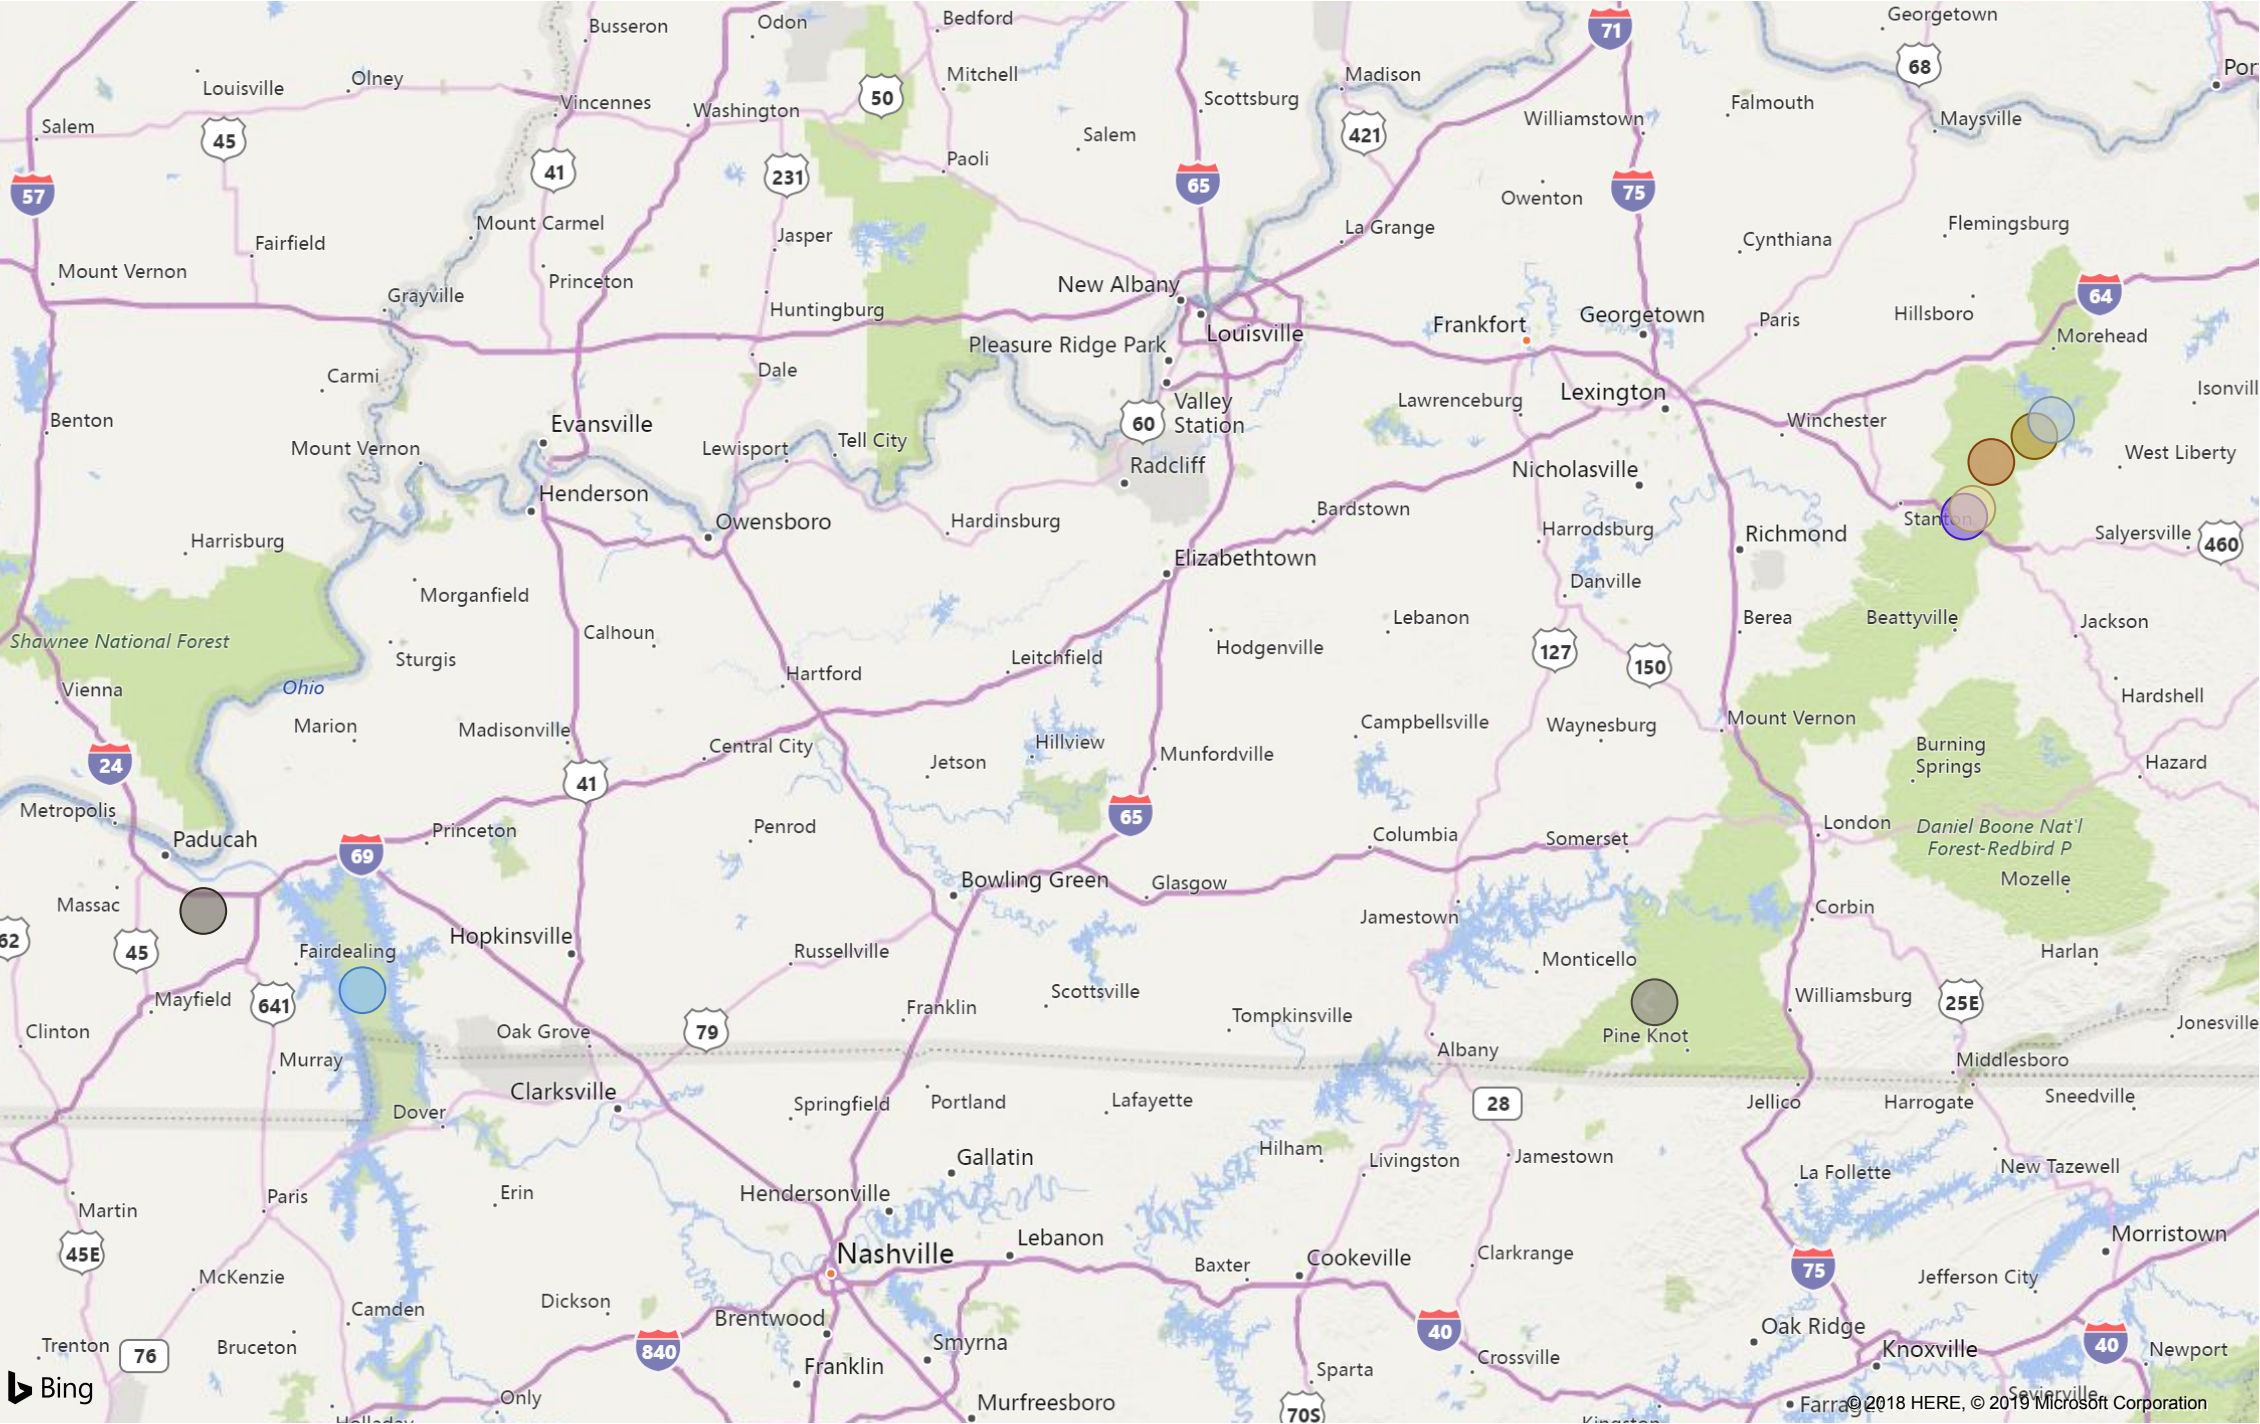 Busseron
Odon
Bedford
71
Georgetown
68
Louisville
Olney
Vincennes
Washington
50
Mitchell
Scottsburg
Madison
Williamstown
Falmouth
Maysville
Salem
45
41
231
Paoli
Salem
421
57
65
75
Owenton
Mount Carmel
Jasper
La Grange
Cynthiana
Flemingsburg
Fairfield
Mount Vernon
Grayville
Princeton
Huntingburg
New Albany
Louisville
Frankfort
Georgetown
Paris
Hillsboro
64
Morehead
Pleasure Ridge Park
Carmi
Dale
Benton
Evansville
Valley
Station
60
Lawrenceburg
Lexington
Winchester
Mount Vernon
Lewisport
Tell City
Radcliff
Nicholasville
West Liberty
Henderson
Owensboro
Hardinsburg
Bardstown
Harrodsburg
Richmond
Stanton
Salyersville
460
Harrisburg
Elizabethtown
Danville
Morganfield
Calhoun
Hodgenville
Lebanon
Berea
Beattyville
Jackson
Shawnee National Forest
Sturgis
Leitchfield
127
150
Hartford
Vienna
Ohio
Marion
Madisonville
Central City
Hillview
Munfordville
Campbellsville
Waynesburg
Mount Vernon
Hardshell
Burning
Springs
Hazard
24
41
Jetson
65
Metropolis
Paducah
69
Princeton
Penrod
Columbia
Somerset
London
Daniel Boone Nat'l
Forest-Redbird P
Mozelle
Massac
Bowling Green
Glasgow
Jamestown
Corbin
62
45
Fairdealing
Hopkinsville
Russellville
Monticello
Harlan
Mayfield
641
Franklin
Scottsville
Tompkinsville
Williamsburg
25E
Clinton
Murray
Oak Grove
79
Albany
Pine Knot
Jonesville
Middlesboro
Dover
Clarksville
Springfield
Portland
Lafayette
28
Jellico
Harrogate
Sneedville
Gallatin
Hilham
Livingston
Jamestown
La Follette
New Tazewell
Martin
Paris
Erin
Hendersonville
45E
Nashville
Lebanon
Baxter
Cookeville
Clarkrange
75
Morristown
McKenzie
Camden
Dickson
Brentwood
Jefferson City
Trenton
76
Bruceton
840
Smyrna
40
Oak Ridge
Knoxville
40
Newport
Franklin
Sparta
Crossville
Bing
Only
Murfreesboro
70S
Sevierville
© 2018 HERE, © 2019 Microsoft Corporation